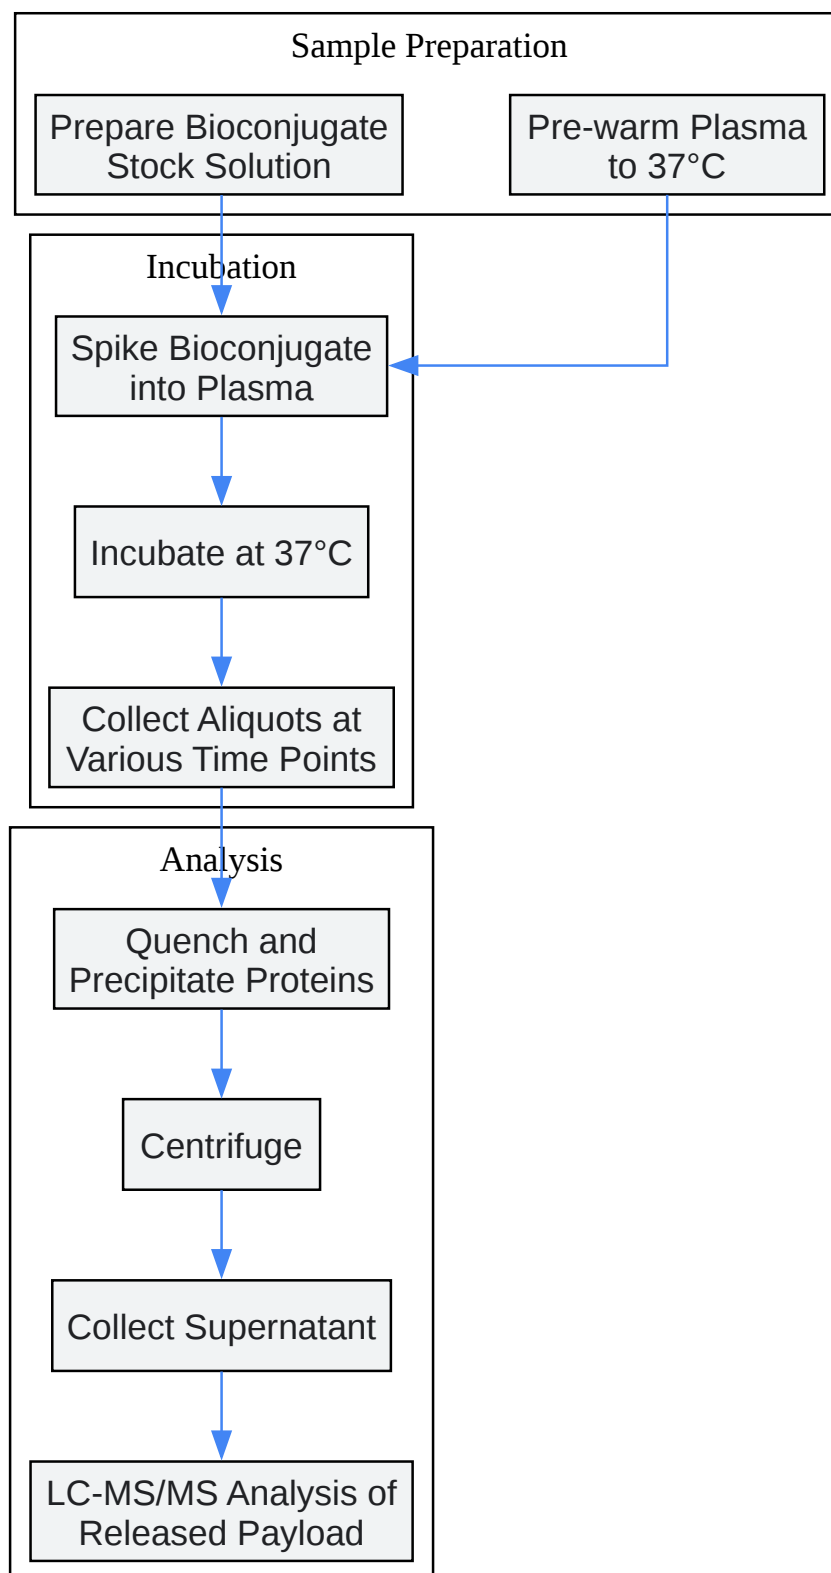 Sample Preparation
Prepare Bioconjugate
Stock Solution
Pre-warm Plasma
to 37°C
Incubation
Spike Bioconjugate
into Plasma
Incubate at 37°C
Collect Aliquots at
Various Time Points
Analysis
Quench and
Precipitate Proteins
Centrifuge
Collect Supernatant
LC-MS/MS Analysis of
Released Payload